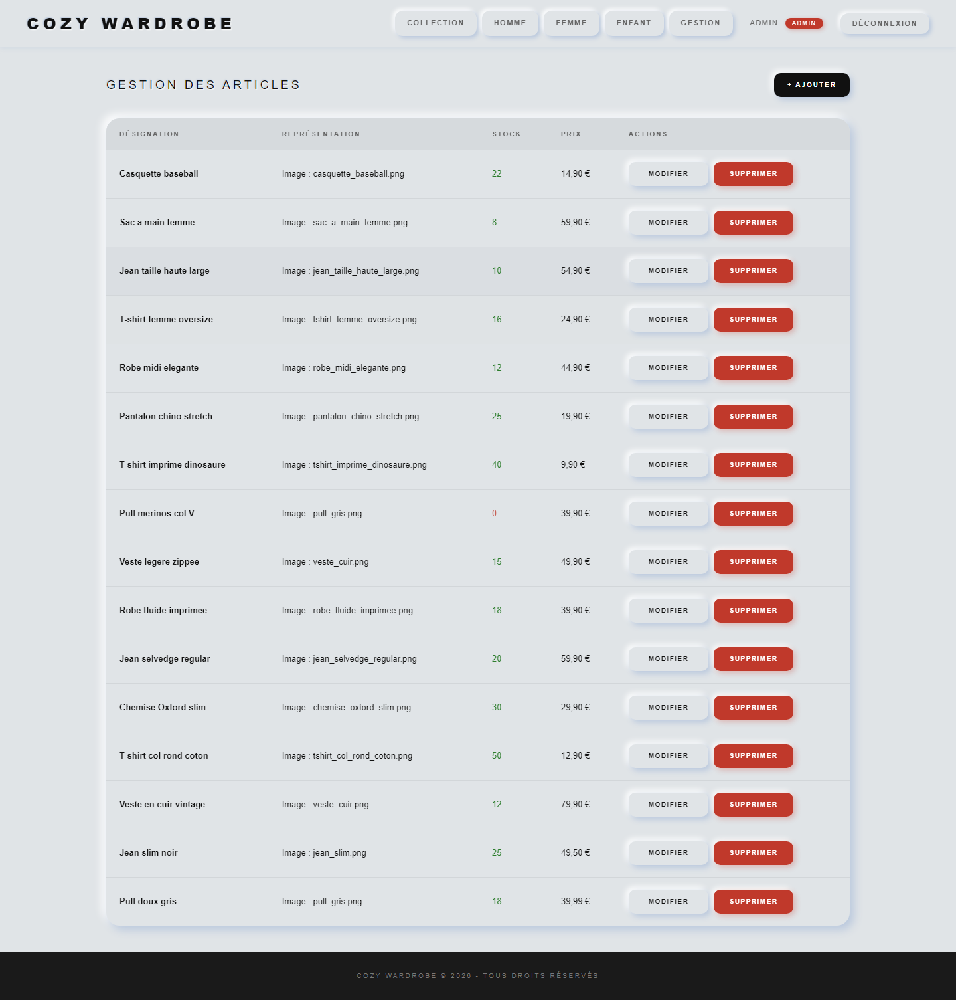 COZY WARDROBE COLLECTION HOMME FEMME ENFANT GESTION ADMIN ADMIN DÉCONNEXION
GESTION DES ARTICLES + AJOUTER
DÉSIGNATION REPRÉSENTATION STOCK PRIX ACTIONS
Casquette baseball Image : casquette_baseball.png 22 14,90 € MODIFIER SUPPRIMER
Sac a main femme Image : sac_a_main_femme.png 8 59,90 € MODIFIER SUPPRIMER
Jean taille haute large Image : jean_taille_haute_large.png 10 54,90 € MODIFIER SUPPRIMER
T-shirt femme oversize Image : tshirt_femme_oversize.png 16 24,90 € MODIFIER SUPPRIMER
Robe midi elegante Image : robe_midi_elegante.png 12 44,90 € MODIFIER SUPPRIMER
Pantalon chino stretch Image : pantalon_chino_stretch.png 25 19,90 € MODIFIER SUPPRIMER
T-shirt imprime dinosaure Image : tshirt_imprime_dinosaure.png 40 9,90 € MODIFIER SUPPRIMER
Pull merinos col V Image : pull_gris.png 0 39,90 € MODIFIER SUPPRIMER
Veste legere zippee Image : veste_cuir.png 15 49,90 € MODIFIER SUPPRIMER
Robe fluide imprimee Image : robe_fluide_imprimee.png 18 39,90 € MODIFIER SUPPRIMER
Jean selvedge regular Image : jean_selvedge_regular.png 20 59,90 € MODIFIER SUPPRIMER
Chemise Oxford slim Image : chemise_oxford_slim.png 30 29,90 € MODIFIER SUPPRIMER
T-shirt col rond coton Image : tshirt_col_rond_coton.png 50 12,90 € MODIFIER SUPPRIMER
Veste en cuir vintage Image : veste_cuir.png 12 79,90 € MODIFIER SUPPRIMER
Jean slim noir Image : jean_slim.png 25 49,50 € MODIFIER SUPPRIMER
Pull doux gris Image : pull_gris.png 18 39,99 € MODIFIER SUPPRIMER
COZY WARDROBE © 2026 - TOUS DROITS RÉSERVÉS